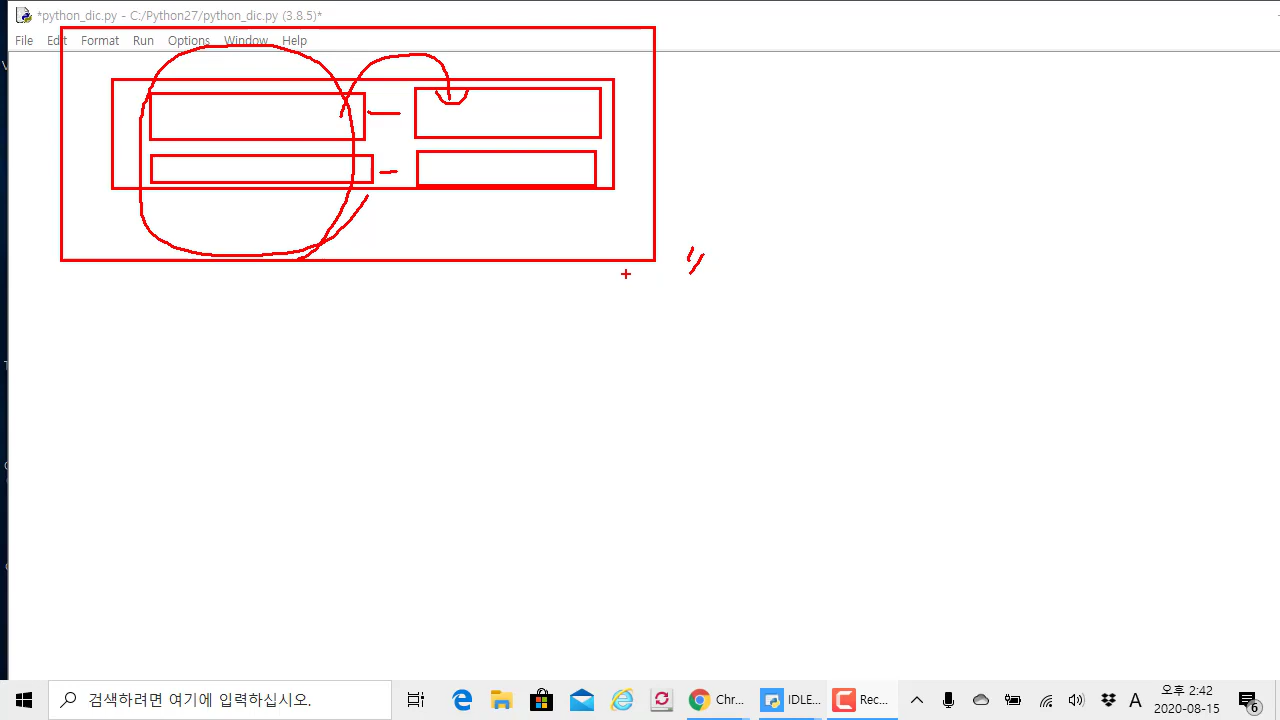 *python_dic.py - C:/Python27/python_dic.py (3.8.5)*
File Edit Format Run Options Window Help
검색하려면 여기에 입력하십시오.
Chr...
IDLE...
Rec...
A
오후 2:42
2020-08-15
6